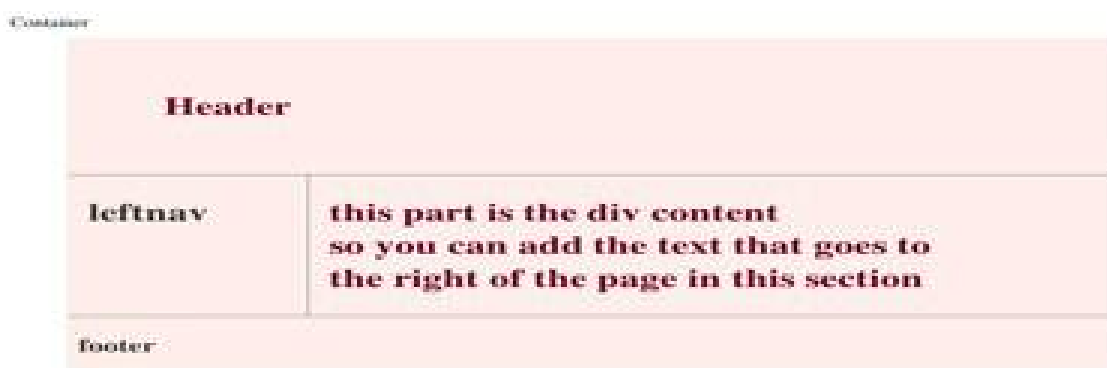 Container
Header
leftnav
this part is the div content
so you can add the text that goes to
the right of the page in this section
footer